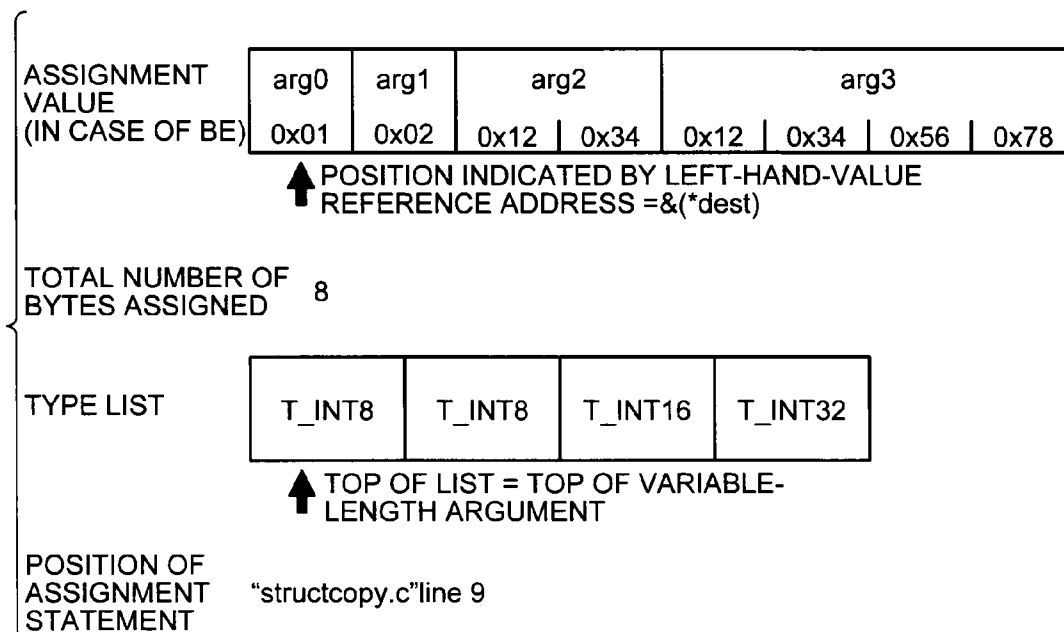 ASSIGNMENT
VALUE
(IN CASE OF BE)
arg0 arg1 arg2 arg3
0x01 0x02 0x12 0x34 0x12 0x34 0x56 0x78
POSITION INDICATED BY LEFT-HAND-VALUE
REFERENCE ADDRESS =&(*dest)
TOTAL NUMBER OF
BYTES ASSIGNED
8
TYPE LIST
T_INT8 T_INT8 T_INT16 T_INT32
TOP OF LIST = TOP OF VARIABLE-
LENGTH ARGUMENT
POSITION OF
ASSIGNMENT
STATEMENT
“structcopy.c”line 9